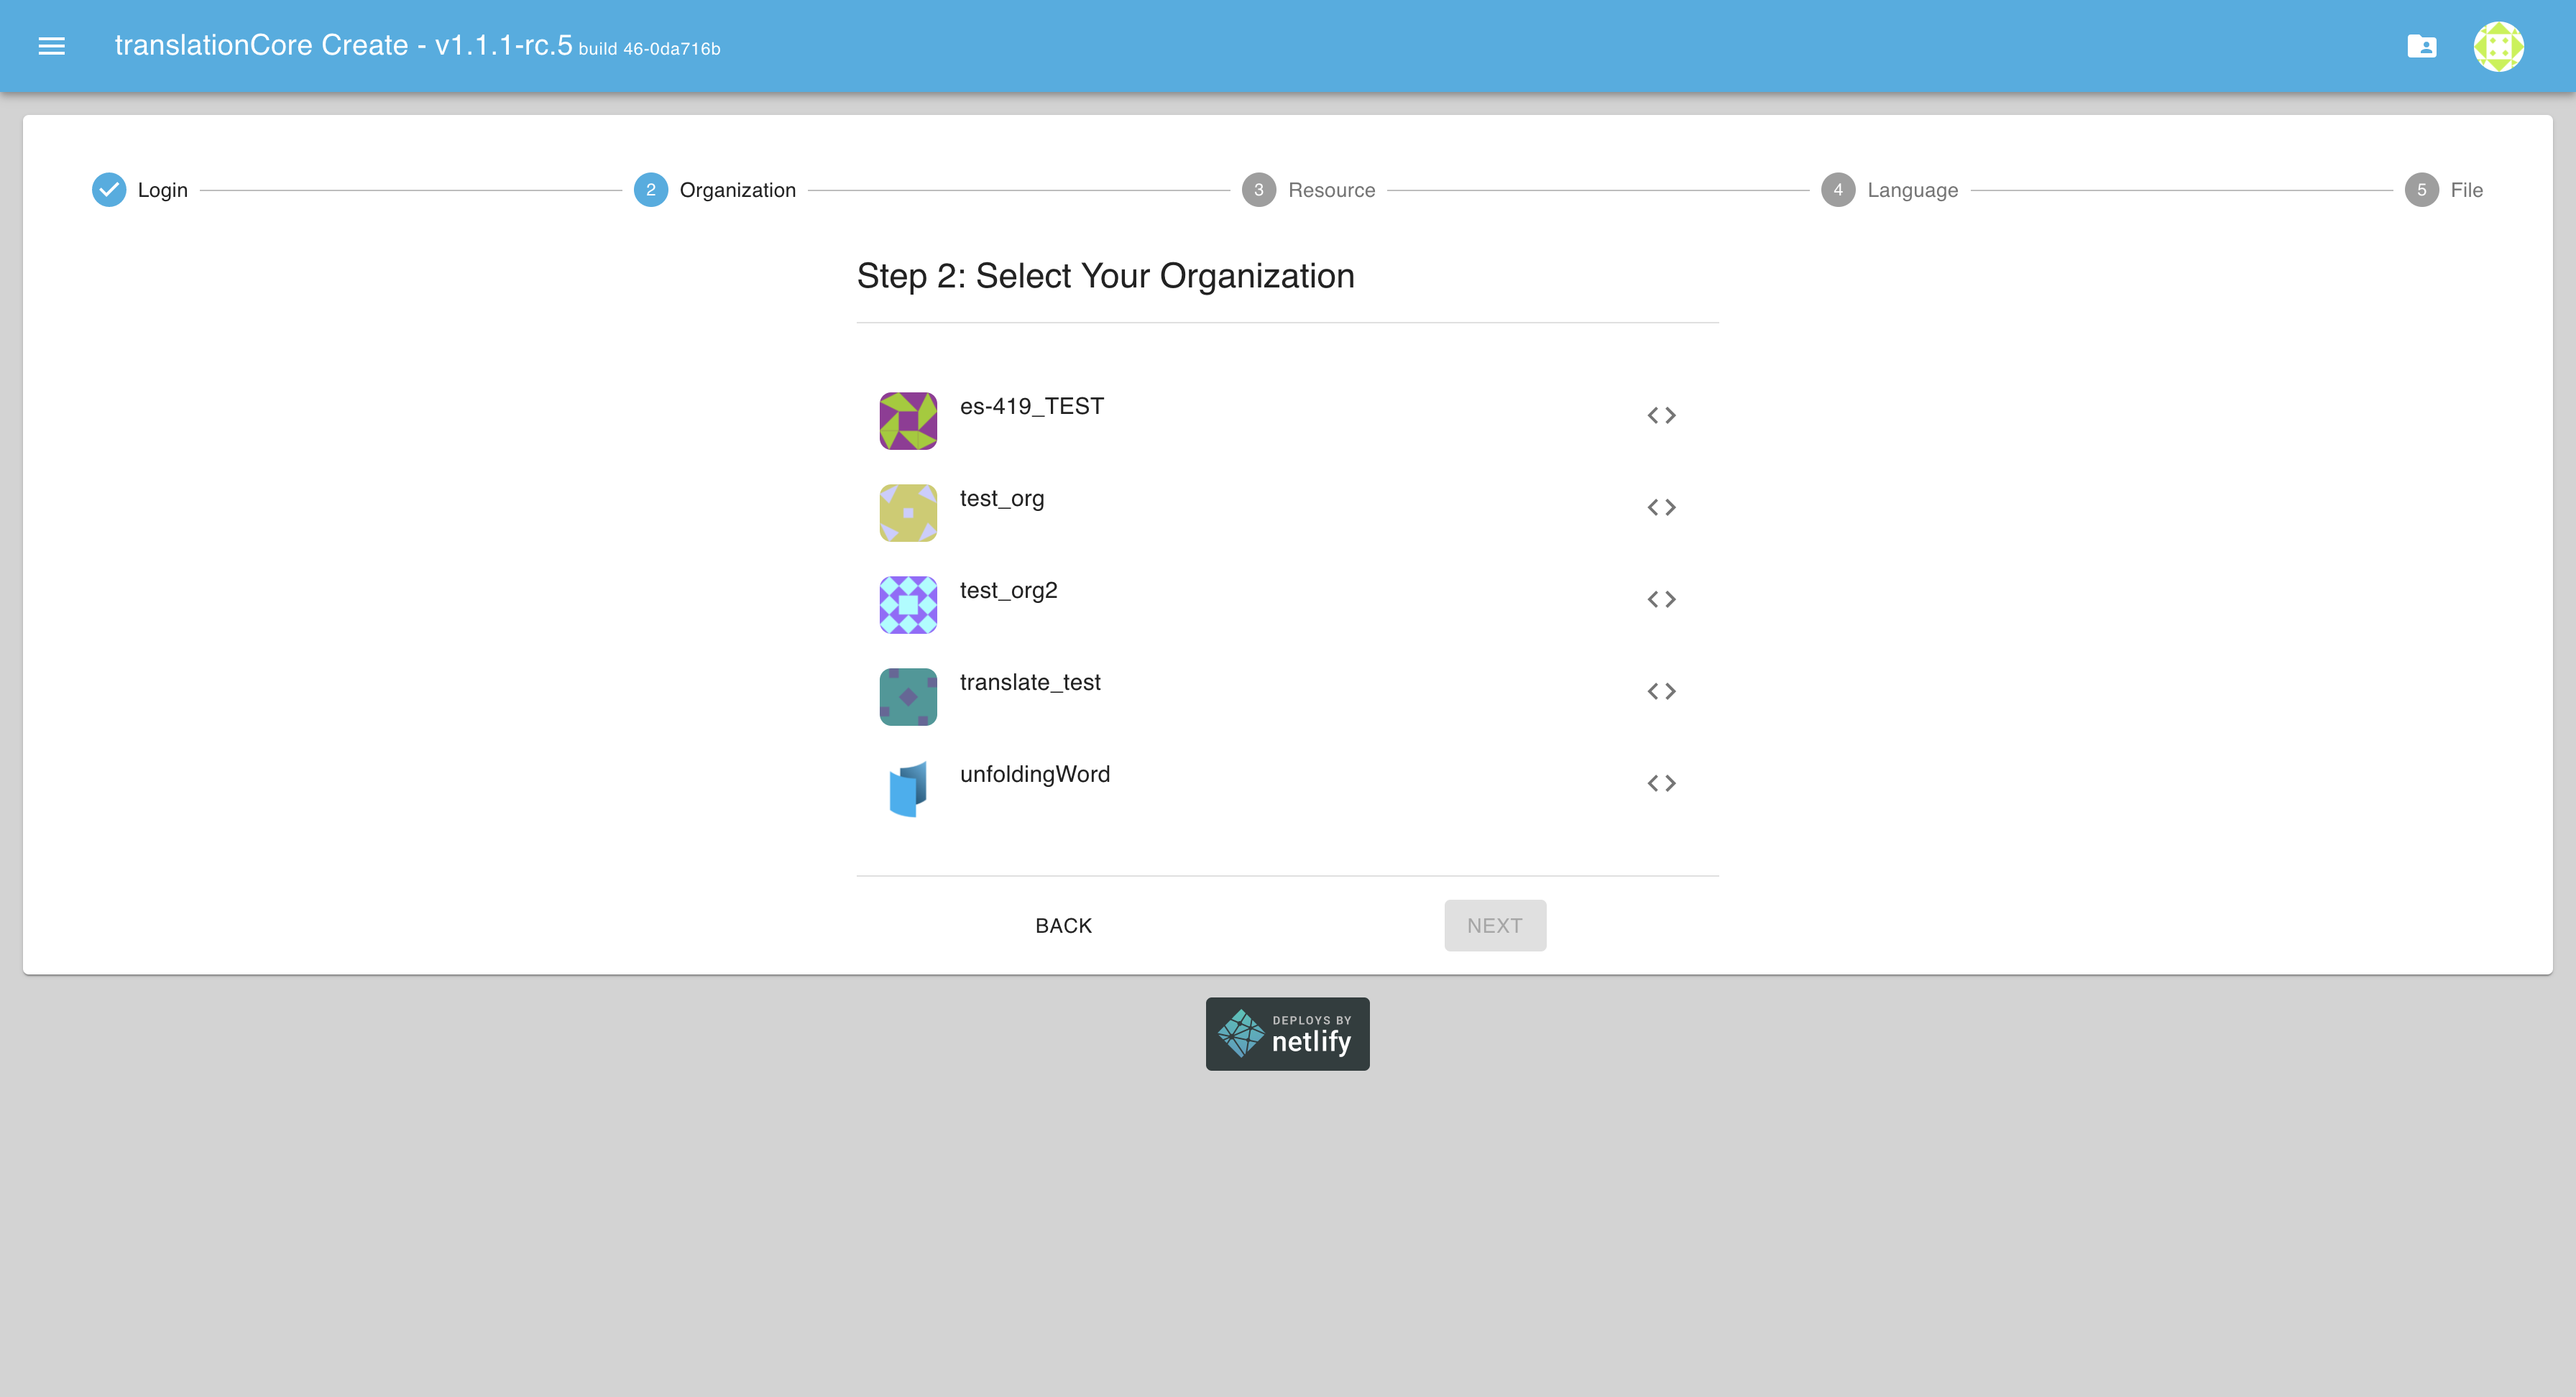 translationCore Create - v1.1.1-rc.5 build 46-0da716b
Login
2 Organization
3 Resource
4 Language
5 File
Step 2: Select Your Organization
es-419_TEST
test_org
test_org2
translate_test
unfoldingWord
BACK
NEXT
DEPLOYS BY
netlify